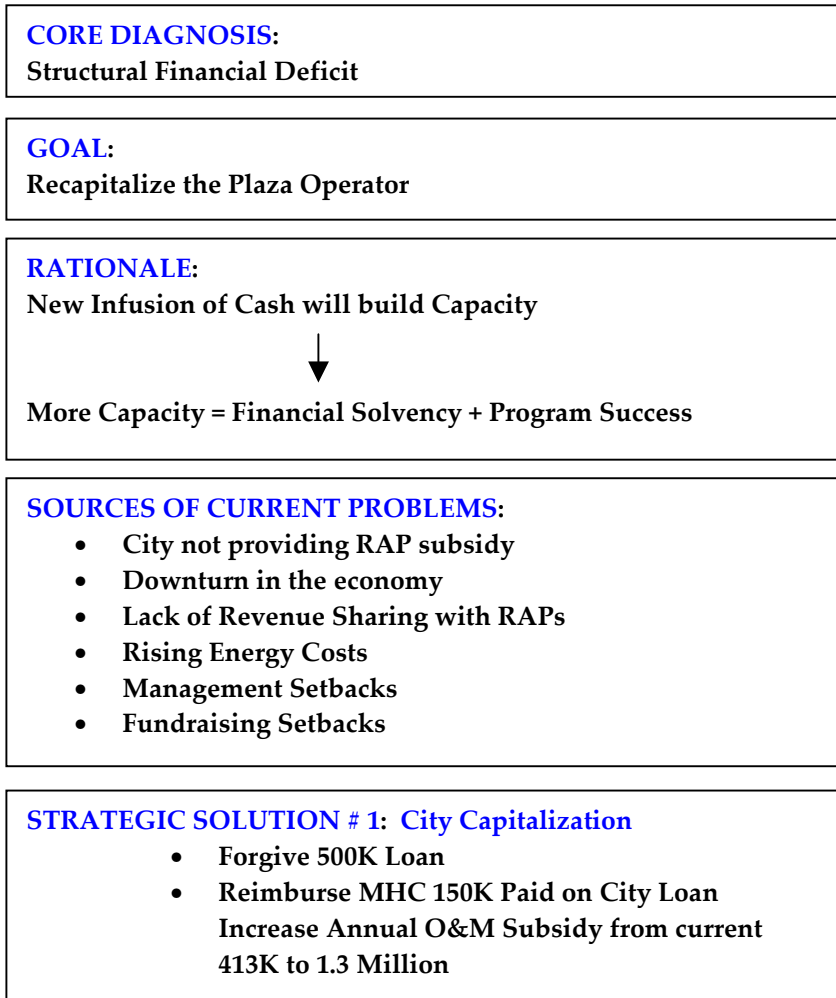 CORE DIAGNOSIS:
Structural Financial Deficit
GOAL:
Recapitalize the Plaza Operator
RATIONALE:
New Infusion of Cash will build Capacity
More Capacity = Financial Solvency + Program Success
SOURCES OF CURRENT PROBLEMS:
• City not providing RAP subsidy
• Downturn in the economy
• Lack of Revenue Sharing with RAPs
• Rising Energy Costs
• Management Setbacks
• Fundraising Setbacks
STRATEGIC SOLUTION # 1: City Capitalization
• Forgive 500K Loan
• Reimburse MHC 150K Paid on City Loan
Increase Annual O&M Subsidy from current
413K to 1.3 Million